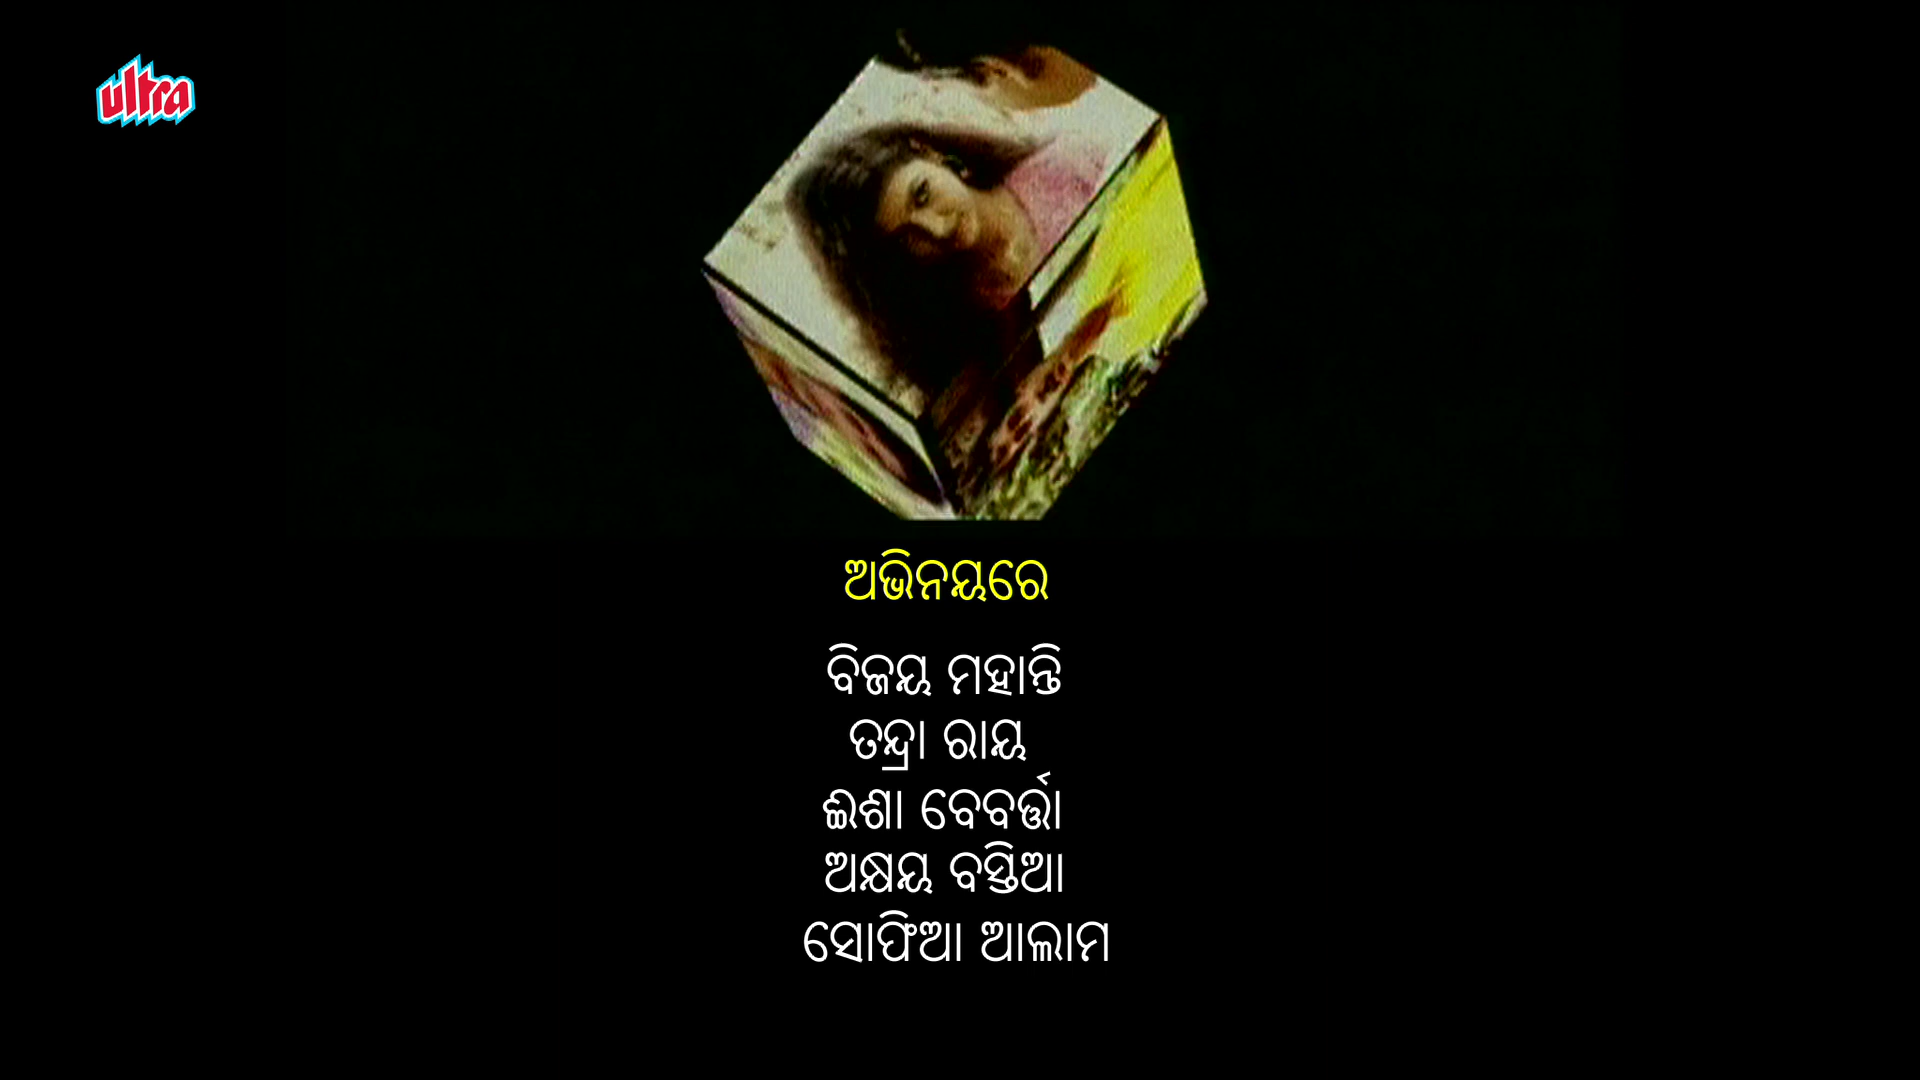 ultra
ଅଭିନୟରେ
ବିଜୟ ମହାନ୍ତି
ତନ୍ଦ୍ରା ରାୟ
ଈଶା ବେବର୍ତ୍ତା
ଅକ୍ଷୟ ବସ୍ତିଆ
ସୋଫିଆ ଆଲାମ